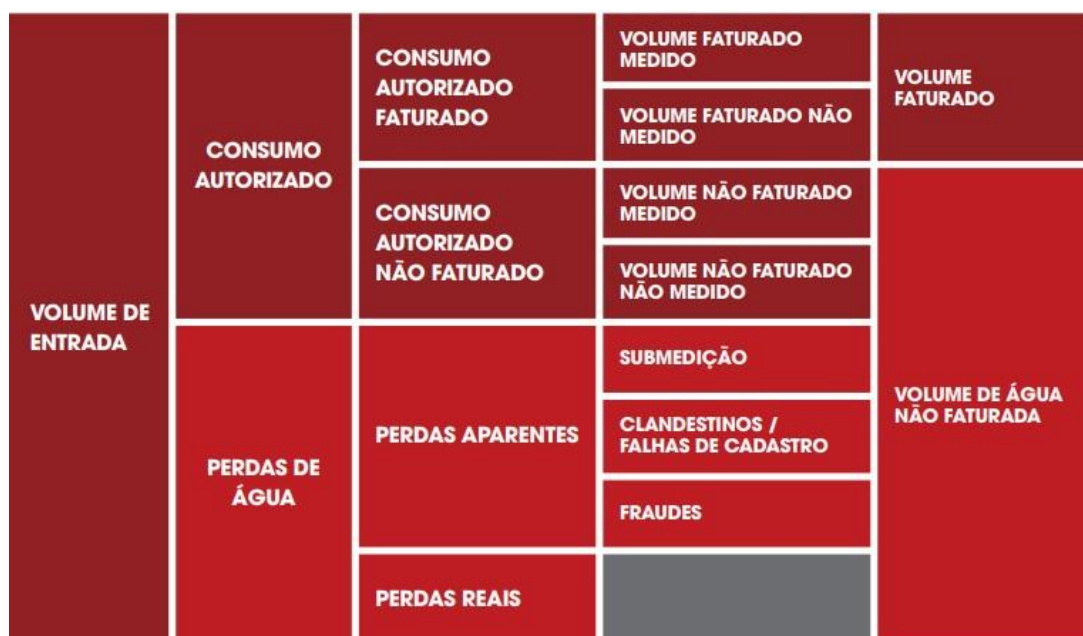 VOLUME DE
ENTRADA
CONSUMO
AUTORIZADO
PERDAS DE
ÁGUA
CONSUMO
AUTORIZADO
FATURADO
CONSUMO
AUTORIZADO
NÃO FATURADO
PERDAS APARENTES
PERDAS REAIS
VOLUME FATURADO
MEDIDO
VOLUME FATURADO NÃO
MEDIDO
VOLUME NÃO FATURADO
MEDIDO
VOLUME NÃO FATURADO
NÃO MEDIDO
SUBMEDIÇÃO
CLANDESTINOS /
FALHAS DE CADASTRO
FRAUDES
VOLUME
FATURADO
VOLUME DE ÁGUA
NÃO FATURADA